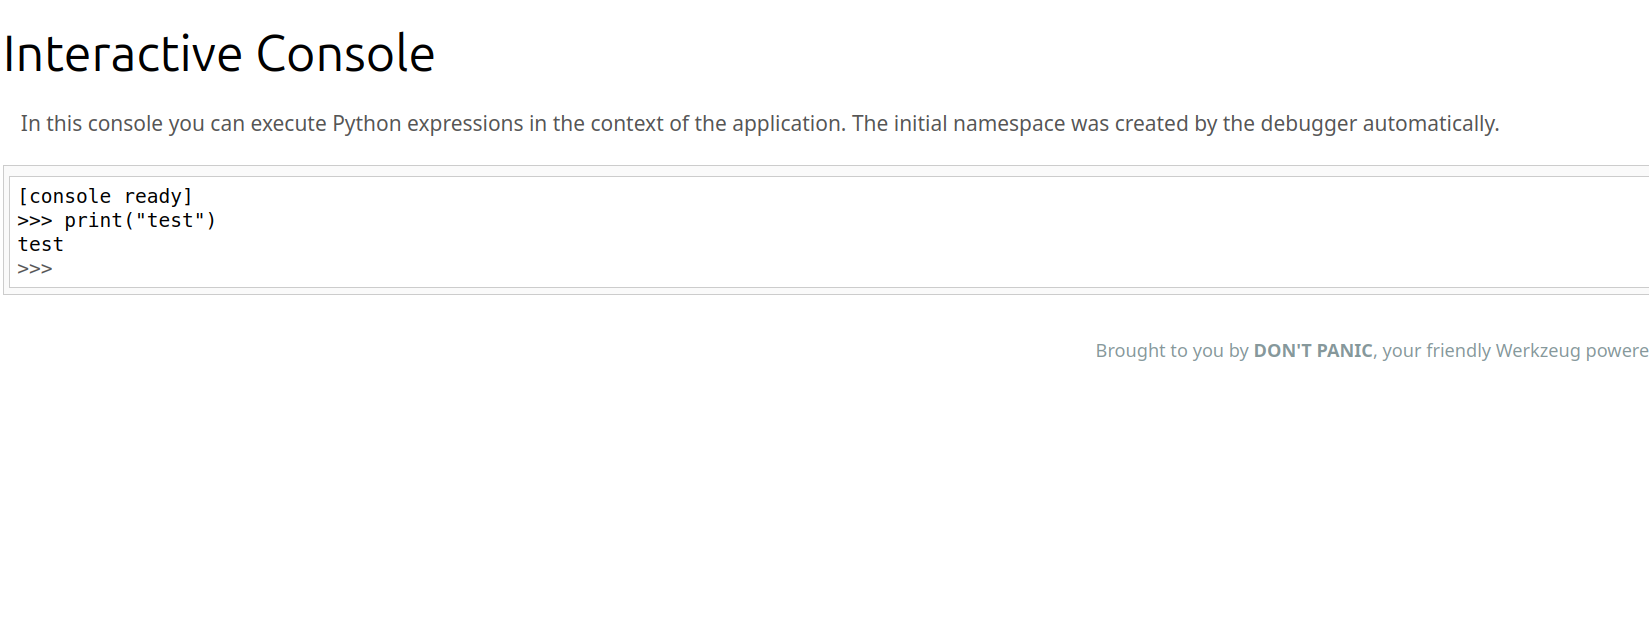 Interactive Console
In this console you can execute Python expressions in the context of the application. The initial namespace was created by the debugger automatically.
[console ready]
>>> print("test")
test
>>>
Brought to you by DON'T PANIC, your friendly Werkzeug powere